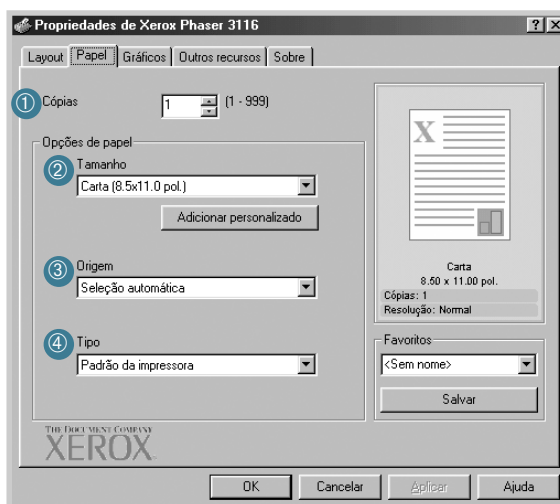 Propriedades de Xerox Phaser 3116
Layout Papel Gráficos Outros recursos Sobre
1 Cópias 1 (1 - 999)
Opções de papel
2 Tamanho
Carta (8.5x11.0 pol.)
Adicionar personalizado
3 Origem
Seleção automática
4 Tipo
Padrão da impressora
X
Carta
8.50 x 11.00 pol.
Cópias: 1
Resolução: Normal
Favoritos
<Sem nome>
Salvar
THE DOCUMENT COMPANY
XEROX
OK Cancelar Aplicar Ajuda